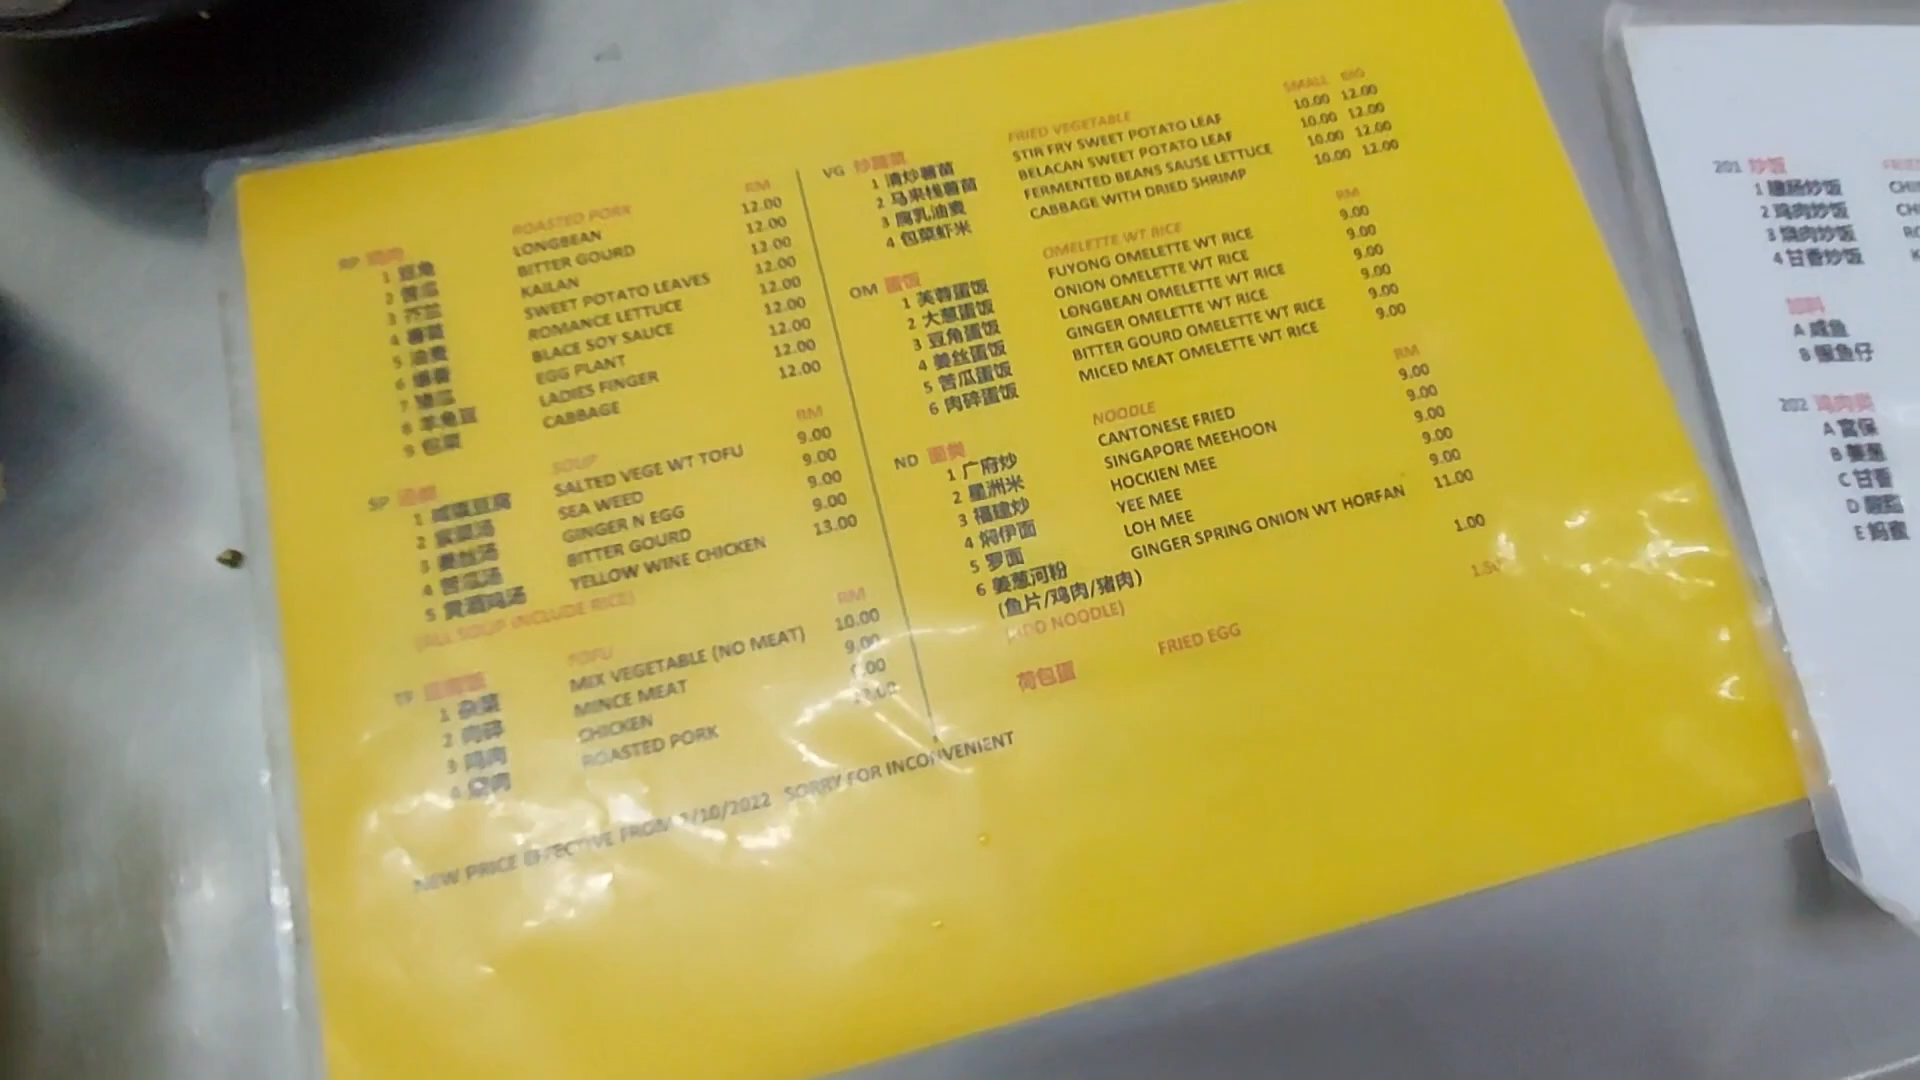 RP 烧肉 ROASTED PORK RM
1 豆角 LONGBEAN 12.00
2 苦瓜 BITTER GOURD 12.00
3 芥兰 KAILAN 12.00
4 番苗 SWEET POTATO LEAVES 12.00
5 油麦 ROMANCE LETTUCE 12.00
6 BLACE SOY SAUCE 12.00
7 矮瓜 EGG PLANT 12.00
8 羊角豆 LADIES FINGER 12.00
9 包菜 CABBAGE 12.00
SP SOUP RM
1 咸菜豆腐 SALTED VEGE WT TOFU 9.00
2 紫菜汤 SEA WEED 9.00
3 姜丝汤 GINGER N EGG 9.00
4 苦瓜汤 BITTER GOURD 9.00
5 黄酒鸡汤 YELLOW WINE CHICKEN 13.00
(ALL SOUP INCLUDE RICE)
TF TOFU RM
1 杂菜 MIX VEGETABLE (NO MEAT) 10.00
2 肉碎 MINCE MEAT 9.00
3 鸡肉 CHICKEN
4 烧肉 ROASTED PORK
NEW PRICE EFFECTIVE FROM /10/2022 SORRY FOR INCONVENIENT
VG FRIED VEGETABLE SMALL BIG
1 清炒番苗 STIR FRY SWEET POTATO LEAF 10.00 12.00
2 马来栈番苗 BELACAN SWEET POTATO LEAF 10.00 12.00
3 腐乳油麦 FERMENTED BEANS SAUSE LETTUCE 10.00 12.00
4 包菜虾米 CABBAGE WITH DRIED SHRIMP 10.00 12.00
OM 蛋饭 OMELETTE WT RICE RM
1 芙蓉蛋饭 FUYONG OMELETTE WT RICE 9.00
2 大葱蛋饭 ONION OMELETTE WT RICE 9.00
3 豆角蛋饭 LONGBEAN OMELETTE WT RICE 9.00
4 姜丝蛋饭 GINGER OMELETTE WT RICE 9.00
5 苦瓜蛋饭 BITTER GOURD OMELETTE WT RICE 9.00
6 肉碎蛋饭 MICED MEAT OMELETTE WT RICE 9.00
ND 面类 NOODLE RM
1 广府炒 CANTONESE FRIED 9.00
2 星洲米 SINGAPORE MEEHOON 9.00
3 福建炒 HOCKIEN MEE 9.00
4 焖伊面 YEE MEE 9.00
5 罗面 LOH MEE 9.00
6 姜葱河粉 GINGER SPRING ONION WT HORFAN 11.00
(鱼片/鸡肉/猪肉)
(ADD NOODLE) 1.00
荷包蛋 FRIED EGG 1.50
201 炒饭
1 腊肠炒饭
2 鸡肉炒饭
3 烧肉炒饭
4 甘香炒饭
加料
A 咸鱼
B 银鱼仔
202 鸡肉类
A 宫保
B 姜葱
C 甘香
D
E 妈蜜